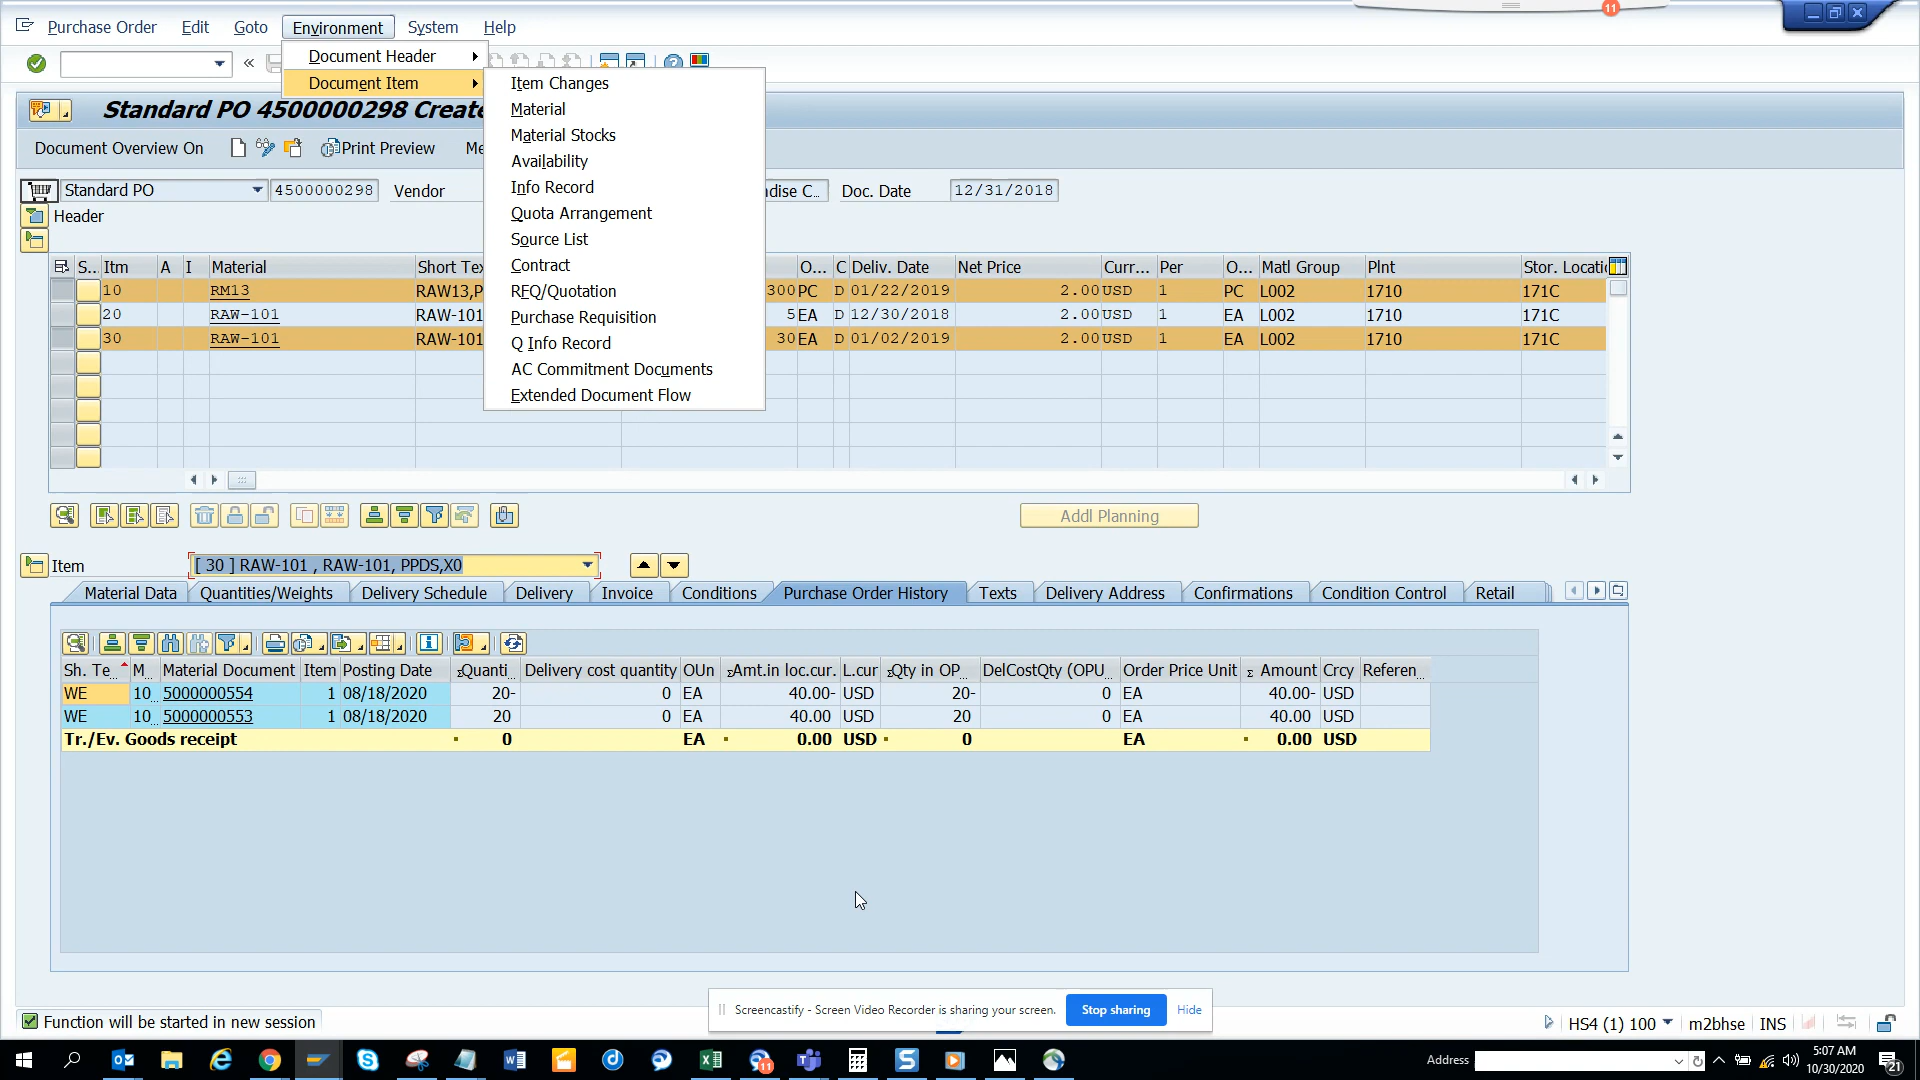 Purchase Order Edit Goto Environment System Help
11
Document Header
Document Item
Item Changes
Material
Material Stocks
Availability
Info Record
Quota Arrangement
Source List
Contract
RFQ/Quotation
Purchase Requisition
Q Info Record
AC Commitment Documents
Extended Document Flow
Standard PO 4500000298 Create
Document Overview On Print Preview Me
Standard PO 4500000298 Vendor ndise C... Doc. Date 12/31/2018
Header
S... Itm A I Material Short Tex O... C Deliv. Date Net Price Curr... Per O... Matl Group Plnt Stor. Locatio
10 RM13 RAW13,P 300 PC D 01/22/2019 2.00 USD 1 PC L002 1710 171C
20 RAW-101 RAW-101 5 EA D 12/30/2018 2.00 USD 1 EA L002 1710 171C
30 RAW-101 RAW-101 30 EA D 01/02/2019 2.00 USD 1 EA L002 1710 171C
Addl Planning
Item [ 30 ] RAW-101 , RAW-101, PPDS,X0
Material Data Quantities/Weights Delivery Schedule Delivery Invoice Conditions Purchase Order History Texts Delivery Address Confirmations Condition Control Retail
Sh. Te... M... Material Document Item Posting Date ΣQuanti... Delivery cost quantity OUn ΣAmt.in loc.cur. L.cur ΣQty in OP... DelCostQty (OPU... Order Price Unit Σ Amount Crcy Referen...
WE 10... 5000000554 1 08/18/2020 20- 0 EA 40.00- USD 20- 0 EA 40.00- USD
WE 10... 5000000553 1 08/18/2020 20 0 EA 40.00 USD 20 0 EA 40.00 USD
Tr./Ev. Goods receipt ▪ 0 EA ▪ 0.00 USD ▪ 0 EA ▪ 0.00 USD
Screencastify - Screen Video Recorder is sharing your screen. Stop sharing Hide
Function will be started in new session HS4 (1) 100 m2bhse INS
11 Address 5:07 AM
10/30/2020 21